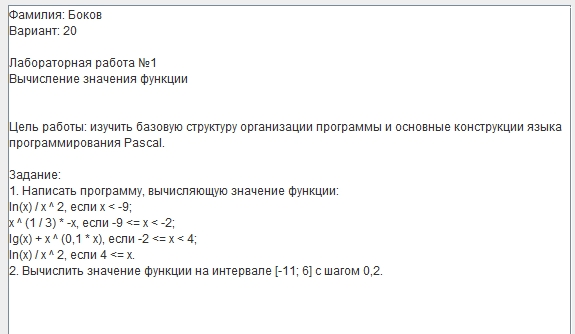 Фамилия: Боков
Вариант: 20
Лабораторная работа №1
Вычисление значения функции
Цель работы: изучить базовую структуру организации программы и основные конструкции языка
программирования Pascal.
Задание:
1. Написать программу, вычисляющую значение функции:
ln(x) / x ^ 2, если x < -9;
x ^ (1 / 3) * -x, если -9 <= x < -2;
lg(x) + x ^ (0,1 * x), если -2 <= x < 4;
ln(x) / x ^ 2, если 4 <= x.
2. Вычислить значение функции на интервале [-11; 6] с шагом 0,2.